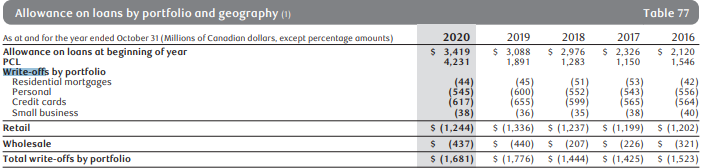 Allowance on loans by portfolio and geography (1) Table 77
As at and for the year ended October 31 (Millions of Canadian dollars, except percentage amounts) 2020 2019 2018 2017 2016
Allowance on loans at beginning of year $ 3,419 $ 3,088 $ 2,976 $ 2,326 $ 2,120
PCL 4,231 1,891 1,283 1,150 1,546
Write-offs by portfolio
Residential mortgages (44) (45) (51) (53) (42)
Personal (545) (600) (552) (543) (556)
Credit cards (617) (655) (599) (565) (564)
Small business (38) (36) (35) (38) (40)
Retail $ (1,244) $ (1,336) $ (1,237) $ (1,199) $ (1,202)
Wholesale $ (437) $ (440) $ (207) $ (226) $ (321)
Total write-offs by portfolio $ (1,681) $ (1,776) $ (1,444) $ (1,425) $ (1,523)